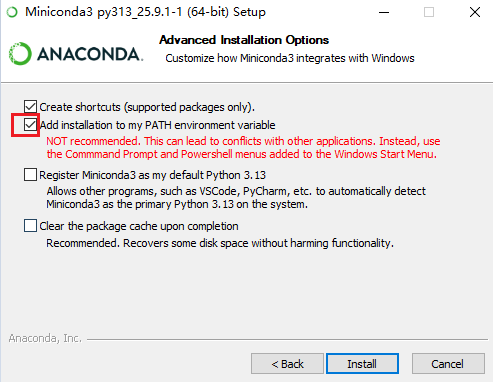 Miniconda3 py313_25.9.1-1 (64-bit) Setup
ANACONDA.
Advanced Installation Options
Customize how Miniconda3 integrates with Windows
Create shortcuts (supported packages only).
Add installation to my PATH environment variable
NOT recommended. This can lead to conflicts with other applications. Instead, use
the Commmand Prompt and Powershell menus added to the Windows Start Menu.
Register Miniconda3 as my default Python 3.13
Allows other programs, such as VSCode, PyCharm, etc. to automatically detect
Miniconda3 as the primary Python 3.13 on the system.
Clear the package cache upon completion
Recommended. Recovers some disk space without harming functionality.
Anaconda, Inc.
< Back
Install
Cancel